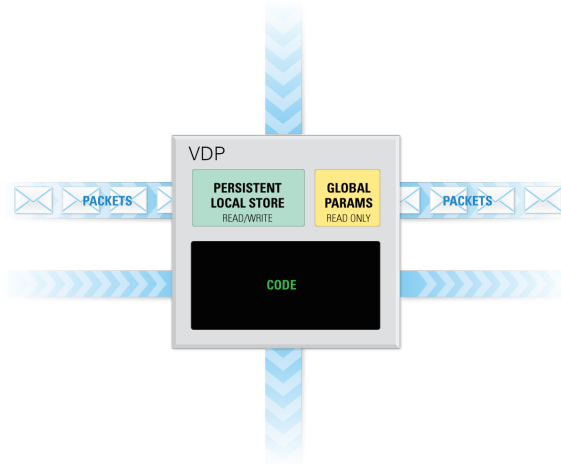 VDP
PERSISTENT
LOCAL STORE
READ/WRITE
GLOBAL
PARAMS
READ ONLY
PACKETS
PACKETS
CODE